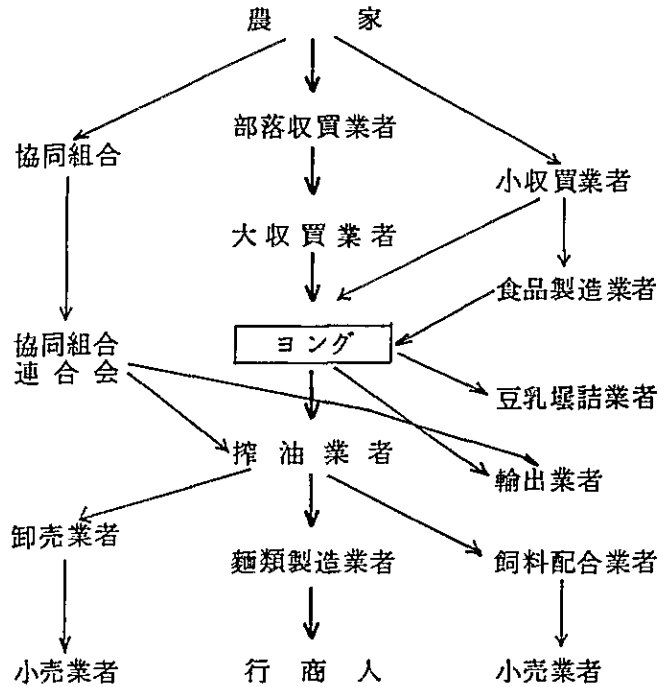 農家
部落収買業者
協同組合
小収買業者
大収買業者
食品製造業者
ヨング
協同組合
連合会
豆乳壜詰業者
搾油業者
輸出業者
卸売業者
麵類製造業者
飼料配合業者
小売業者
行商人
小売業者